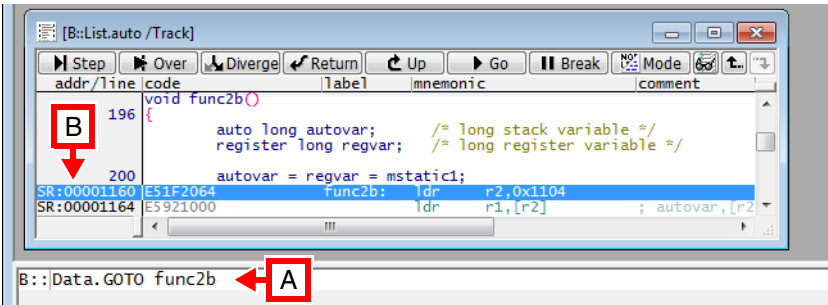 [B::List.auto /Track]
Step Over Diverge Return Up Go Break Mode t..
addr/line code label mnemonic comment
void func2b()
196 {
auto long autovar; /* long stack variable */
register long regvar; /* long register variable */
200 autovar = regvar = mstatic1;
SR:00001160 E51F2064 func2b: ldr r2,0x1104
SR:00001164 E5921000 ldr r1,[r2] ; autovar,[r2
B
B::Data.GOTO func2b
A